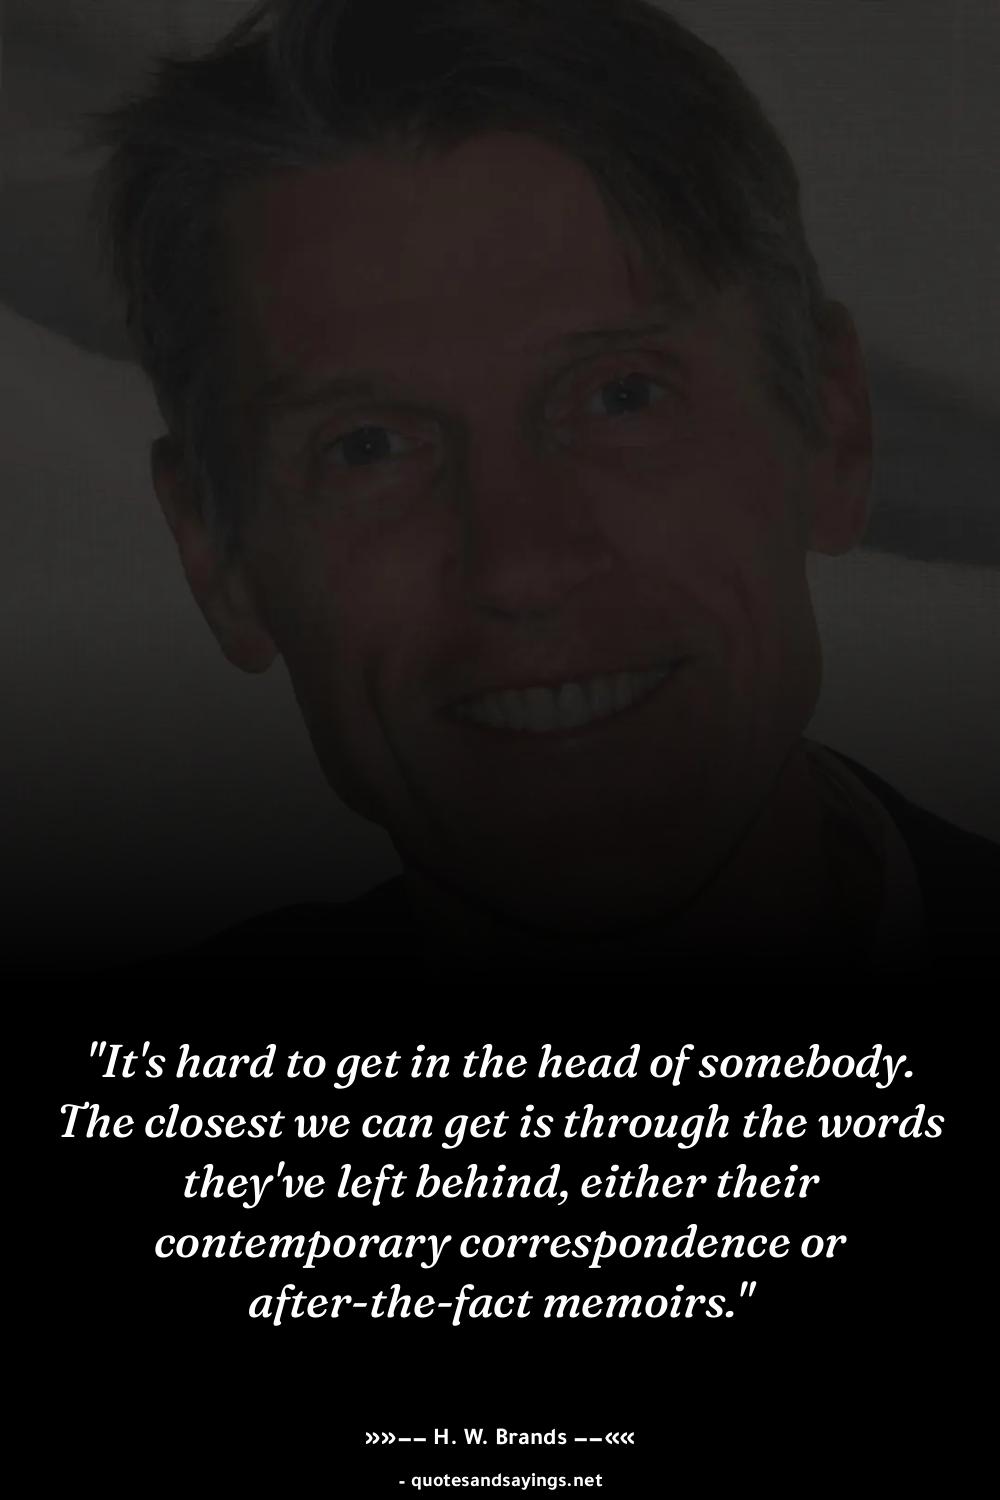 "It's hard to get in the head of somebody.
The closest we can get is through the words
they've left behind, either their
contemporary correspondence or
after-the-fact memoirs."
»»−− H. W. Brands −−««
- quotesandsayings.net